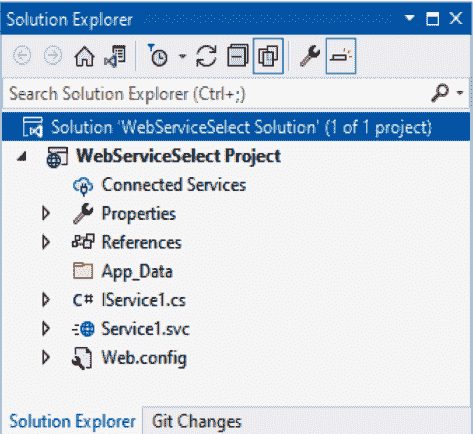 Solution Explorer
Search Solution Explorer (Ctrl+;)
Solution 'WebServiceSelect Solution' (1 of 1 project)
WebServiceSelect Project
Connected Services
Properties
References
App_Data
C# IService1.cs
Service1.svc
Web.config
Solution Explorer Git Changes